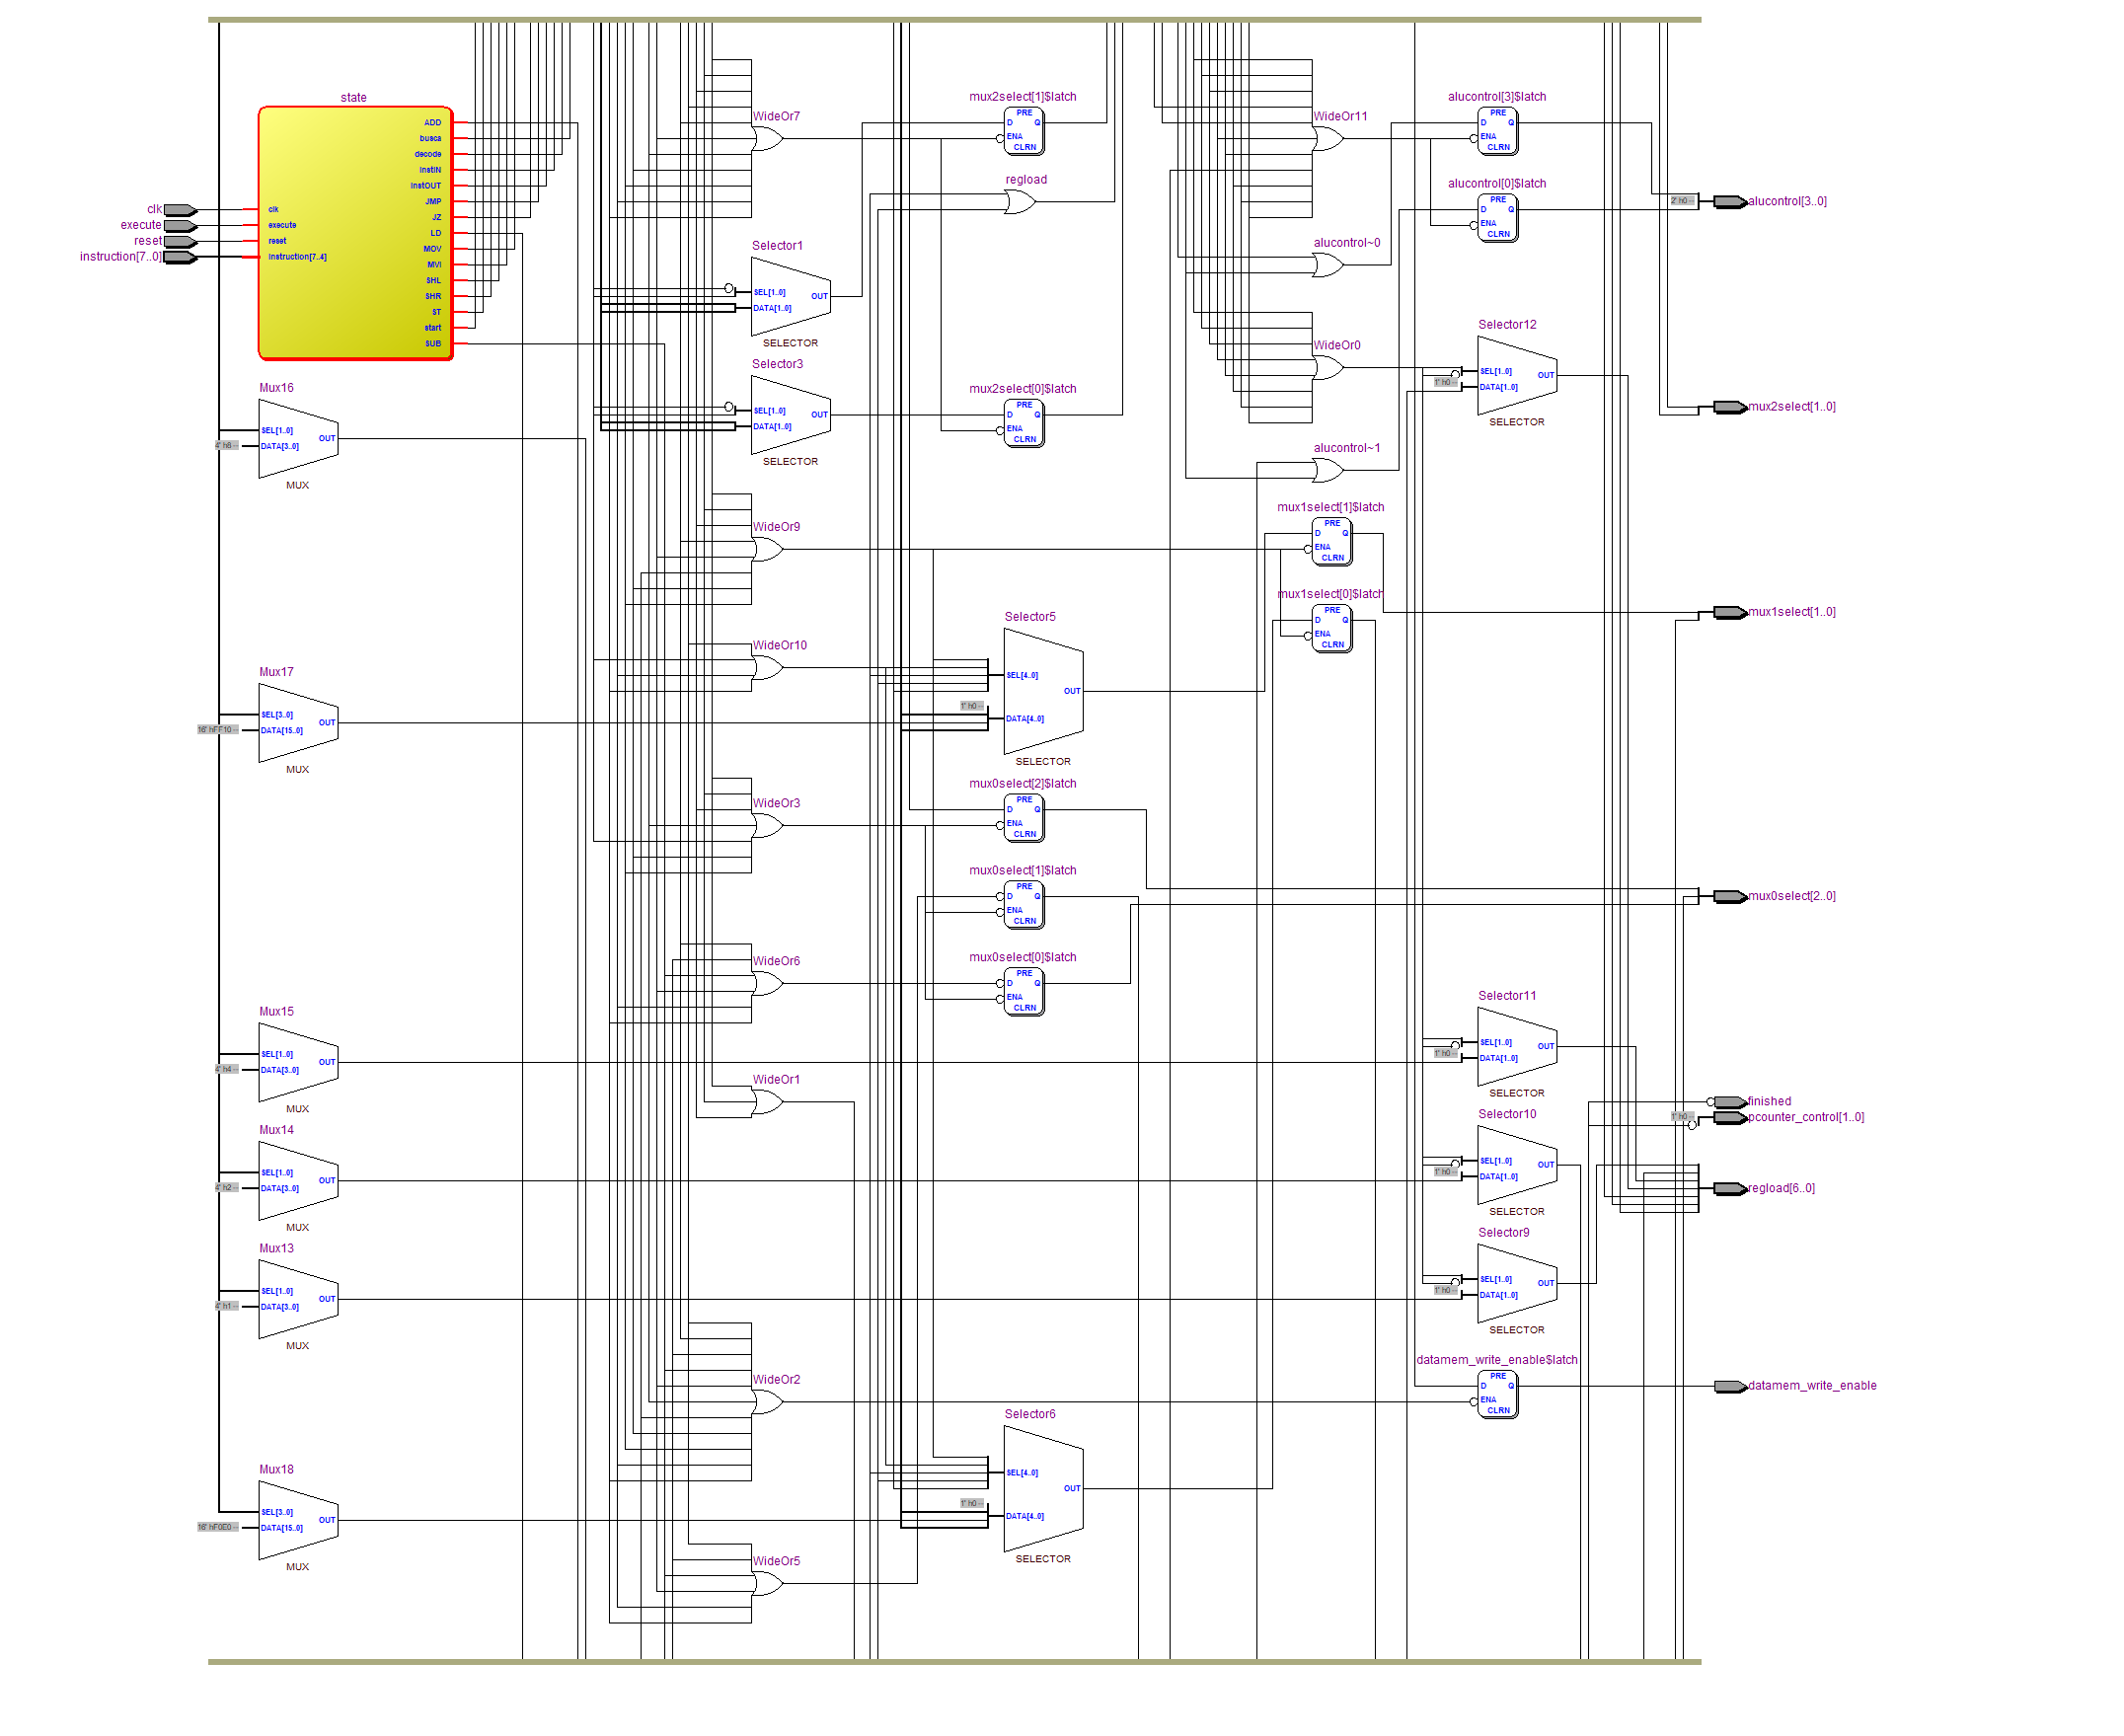 state
ADD
busca
decode
instIN
instOUT
JMP
JZ
LD
MOV
MVI
SHL
SHR
ST
start
SUB
clk
execute
reset
instruction[7..0]
clk
execute
reset
instruction[7..4]
Mux16
SEL[1..0]
DATA[3..0]
OUT
MUX
Mux17
SEL[3..0]
DATA[15..0]
OUT
MUX
Mux15
SEL[1..0]
4' h4 --
DATA[3..0]
OUT
MUX
Mux14
SEL[1..0]
4' h2 --
DATA[3..0]
OUT
MUX
Mux13
SEL[1..0]
4' h1 --
DATA[3..0]
OUT
MUX
Mux18
SEL[3..0]
16' hF0E0 --
DATA[15..0]
OUT
MUX
WideOr7
Selector1
SEL[1..0]
DATA[1..0]
OUT
SELECTOR
Selector3
SEL[1..0]
DATA[1..0]
OUT
SELECTOR
WideOr9
WideOr10
WideOr3
WideOr6
WideOr1
WideOr2
WideOr5
mux2select[1]$latch
PRE
D Q
ENA
CLRN
regload
mux2select[0]$latch
PRE
D Q
ENA
CLRN
Selector5
SEL[4..0]
1' h0 --
DATA[4..0]
OUT
SELECTOR
mux0select[2]$latch
PRE
D Q
ENA
CLRN
mux0select[1]$latch
PRE
D Q
ENA
CLRN
mux0select[0]$latch
PRE
D Q
ENA
CLRN
Selector6
SEL[4..0]
1' h0 --
DATA[4..0]
OUT
SELECTOR
WideOr11
alucontrol~0
WideOr0
alucontrol~1
mux1select[1]$latch
PRE
D Q
ENA
CLRN
mux1select[0]$latch
PRE
D Q
ENA
CLRN
alucontrol[3]$latch
PRE
D Q
ENA
CLRN
alucontrol[0]$latch
PRE
D Q
ENA
CLRN
Selector12
SEL[1..0]
1' h0 --
DATA[1..0]
OUT
SELECTOR
Selector11
SEL[1..0]
1' h0 --
DATA[1..0]
OUT
SELECTOR
Selector10
SEL[1..0]
1' h0 --
DATA[1..0]
OUT
SELECTOR
Selector9
SEL[1..0]
1' h0 --
DATA[1..0]
OUT
SELECTOR
datamem_write_enable$latch
PRE
D Q
ENA
CLRN
2' h0 --
alucontrol[3..0]
mux2select[1..0]
mux1select[1..0]
mux0select[2..0]
finished
1' h0 --
pcounter_control[1..0]
regload[6..0]
datamem_write_enable